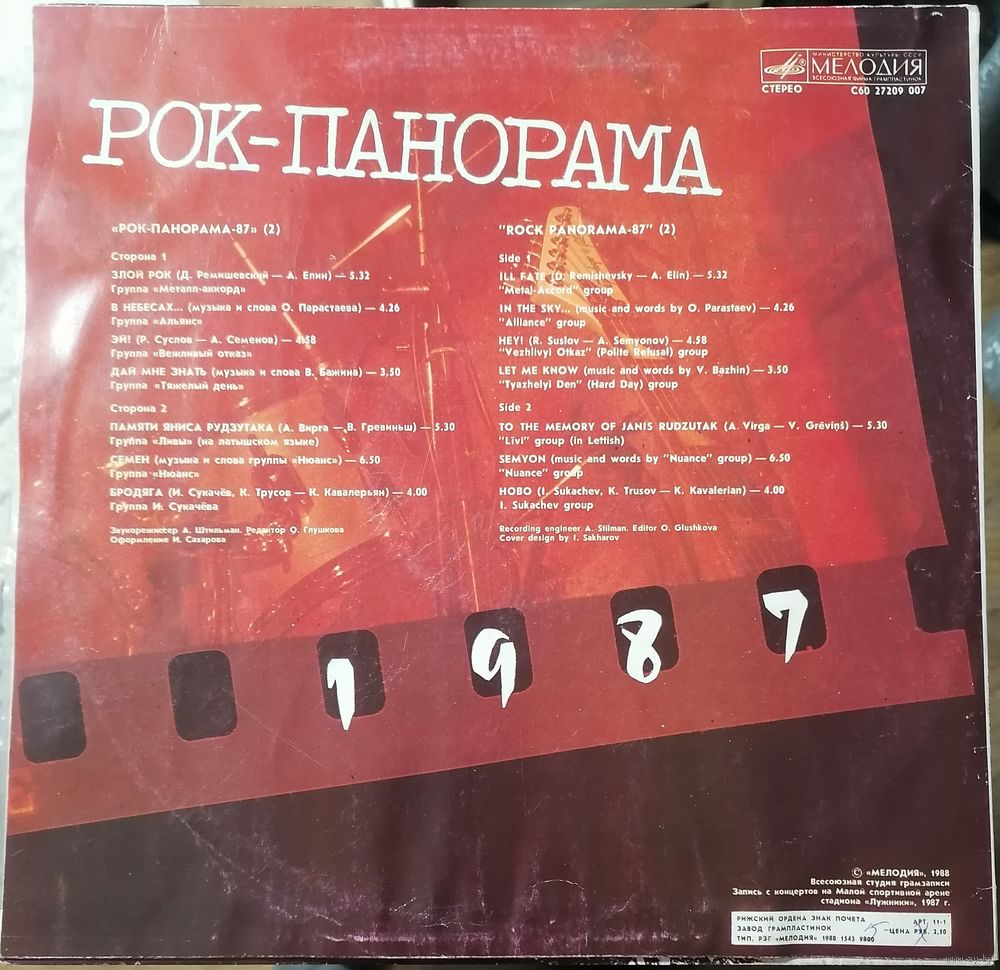 МИНИСТЕРСТВО КУЛЬТУРЫ СССР
МЕЛОДИЯ
ВСЕСОЮЗНАЯ ФИРМА ГРАМПЛАСТИНОК
СТЕРЕО С60 27209 007
РОК-ПАНОРАМА
«РОК-ПАНОРАМА-87» (2)
Сторона 1
ЗЛОЙ РОК (Д. Ремишевский — А. Елин) — 5.32
Группа «Металл-аккорд»
В НЕБЕСАХ... (музыка и слова О. Парастаева) — 4.26
Группа «Альянс»
ЭЙ! (Р. Суслов — А. Семенов) — 4.58
Группа «Вежливый отказ»
ДАЙ МНЕ ЗНАТЬ (музыка и слова В. Бажина) — 3.50
Группа «Тяжелый день»
Сторона 2
ПАМЯТИ ЯНИСА РУДЗУТАКА (А. Вирга — В. Гревиньш) — 5.30
Группа «Ливы» (на латышском языке)
СЕМЕН (музыка и слова группы «Нюанс») — 6.50
Группа «Нюанс»
БРОДЯГА (И. Сукачёв, К. Трусов — К. Кавалерьян) — 4.00
Группа И. Сукачёва
Звукорежиссер А. Штильман. Редактор О. Глушкова
Оформление И. Сахарова
"ROCK PANORAMA-87" (2)
Side 1
ILL FATE (D. Remishevsky — A. Elin) — 5.32
"Metal-Accord" group
IN THE SKY... (music and words by O. Parastaev) — 4.26
"Alliance" group
HEY! (R. Suslov — A. Semyonov) — 4.58
"Vezhlivyi Otkaz" (Polite Refusal) group
LET ME KNOW (music and words by V. Bazhin) — 3.50
"Tyazhelyi Den" (Hard Day) group
Side 2
TO THE MEMORY OF JANIS RUDZUTAK (A. Virga — V. Grēviņš) — 5.30
"Līvi" group (in Lettish)
SEMYON (music and words by "Nuance" group) — 6.50
"Nuance" group
HOBO (I. Sukachev, K. Trusov — K. Kavalerian) — 4.00
I. Sukachev group
Recording engineer A. Stilman. Editor O. Glushkova
Cover design by I. Sakharov
1987
© «МЕЛОДИЯ», 1988
Всесоюзная студия грамзаписи
Запись с концертов на Малой спортивной арене
стадиона «Лужники», 1987 г.
РИЖСКИЙ ОРДЕНА ЗНАК ПОЧЕТА АРТ. 11-1
ЗАВОД ГРАМПЛАСТИНОК ЦЕНА РУБ. 2,50
ТИП. РЗГ «МЕЛОДИЯ» 1988 1543 9800